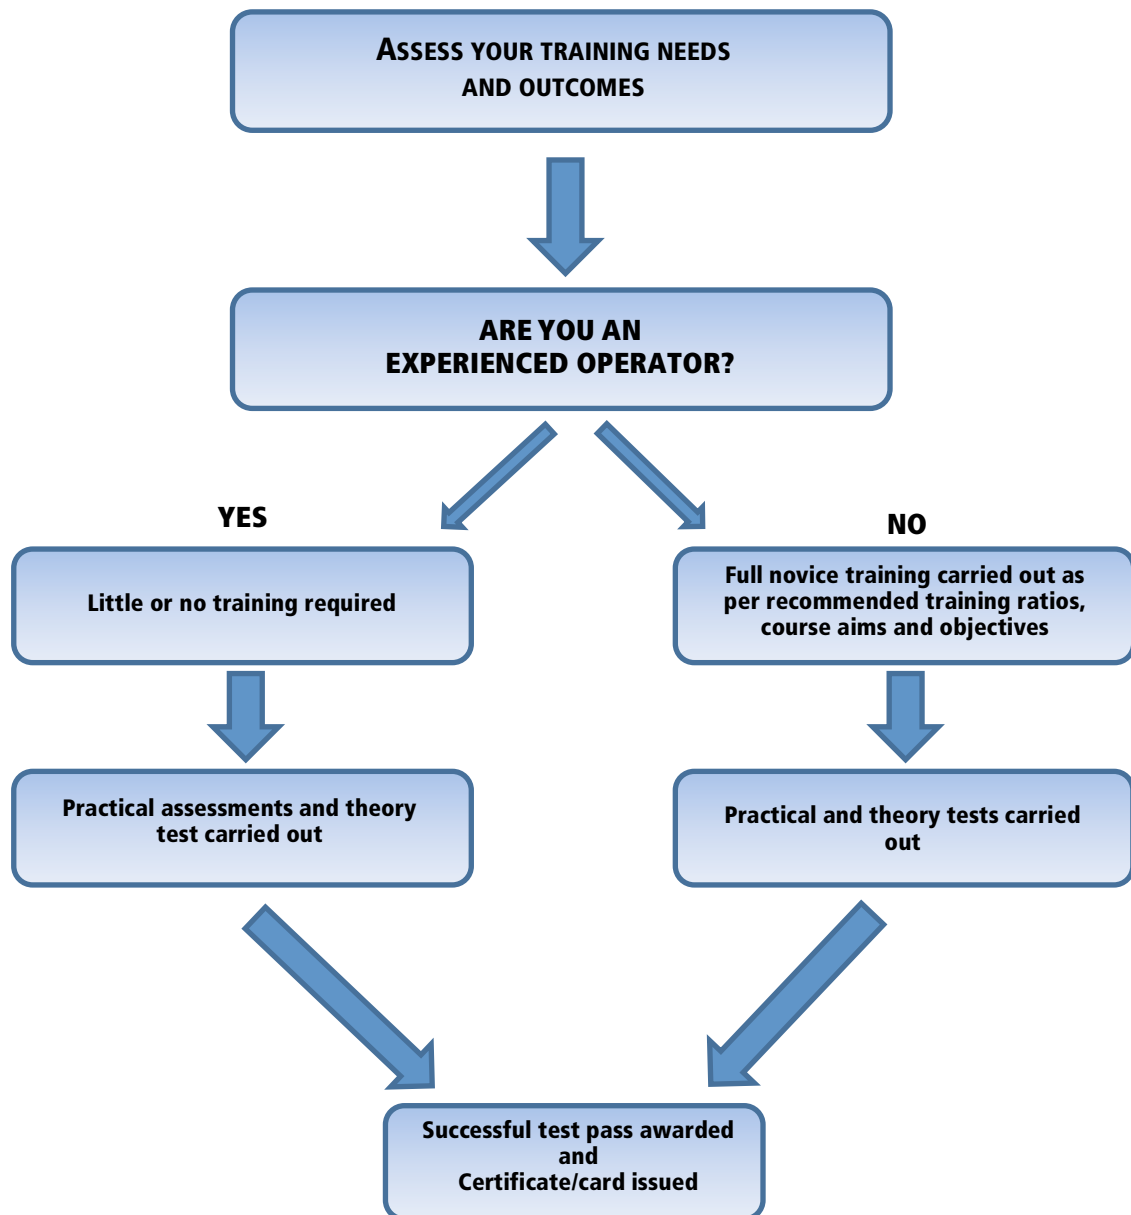 ASSESS YOUR TRAINING NEEDS
AND OUTCOMES
ARE YOU AN
EXPERIENCED OPERATOR?
YES
NO
Little or no training required
Full novice training carried out as
per recommended training ratios,
course aims and objectives
Practical assessments and theory
test carried out
Practical and theory tests carried
out
Successful test pass awarded
and
Certificate/card issued